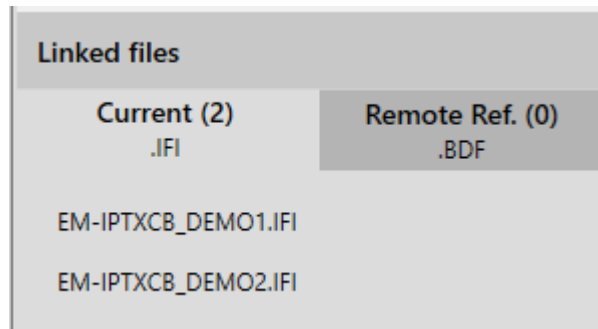 Linked files
Current (2)
.IFI
Remote Ref. (0)
.BDF
EM-IPTXCB_DEMO1.IFI
EM-IPTXCB_DEMO2.IFI